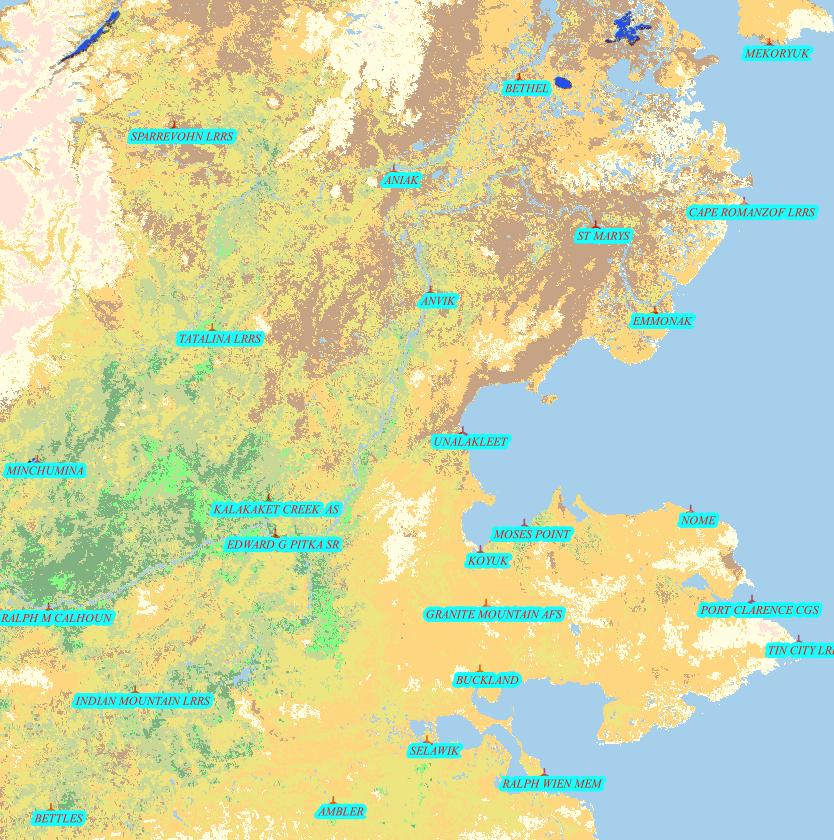 MEKORYUK
BETHEL
SPARREVOHN LRRS
ANIAK
CAPE ROMANZOF LRRS
ST MARYS
ANVIK
EMMONAK
TATALINA LRRS
UNALAKLEET
MINCHUMINA
KALAKAKET CREEK AS
NOME
MOSES POINT
EDWARD G PITKA SR
KOYUK
PORT CLARENCE CGS
GRANITE MOUNTAIN AFS
RALPH M CALHOUN
TIN CITY LRR
BUCKLAND
INDIAN MOUNTAIN LRRS
SELAWIK
RALPH WIEN MEM
AMBLER
BETTLES